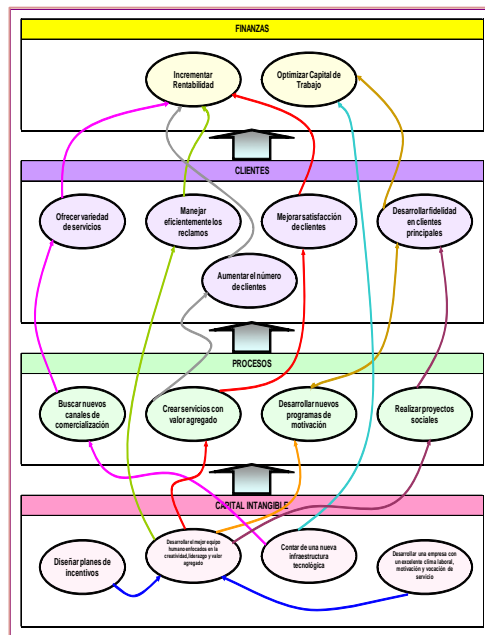 FINANZAS
Incrementar
Rentabilidad
Optimizar Capital de
Trabajo
CLIENTES
Ofrecer variedad
de servicios
Manejar
eficientemente los
reclamos
Mejorar satisfacción
de clientes
Desarrollar fidelidad
en clientes
principales
Aumentar el número
de clientes
PROCESOS
Buscar nuevos
canales de
comercialización
Crear servicios con
valor agregado
Desarrollar nuevos
programas de
motivación
Realizar proyectos
sociales
CAPITAL INTANGIBLE
Diseñar planes de
incentivos
Desarrollar el mejor equipo
humano enfocados en la
creatividad, liderazgo y valor
agregado
Contar de una nueva
infraestructura
tecnológica
Desarrollar una empresa con
un excelente clima laboral,
motivación y vocación de
servicio